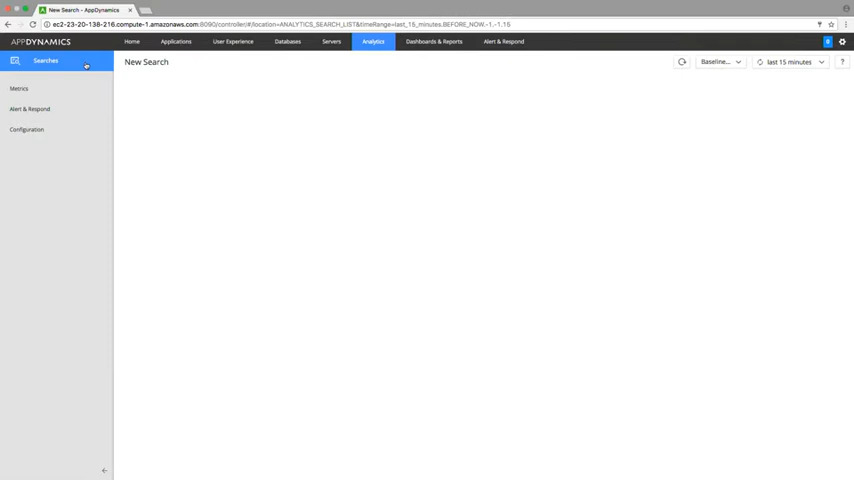 New Search - AppDynamics
ec2-23-20-138-216.compute-1.amazonaws.com:8090/controller/#/location=ANALYTICS_SEARCH_LIST&timeRange=last_15_minutes.BEFORE_NOW.-1.-1.15
APPDYNAMICS Home Applications User Experience Databases Servers Analytics Dashboards & Reports Alert & Respond 0
Searches
New Search Baseline... last 15 minutes ?
Metrics
Alert & Respond
Configuration